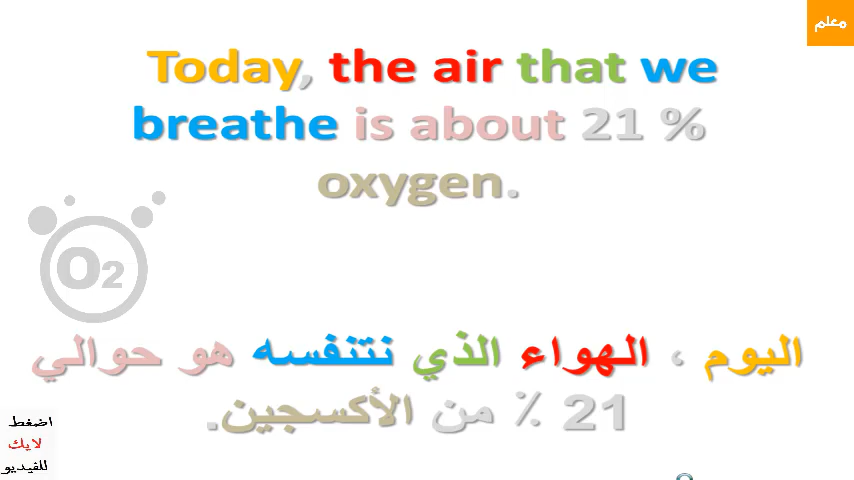 معلم
Today, the air that we
breathe is about 21 %
oxygen.
O2
اليوم ، الهواء الذي نتنفسه هو حوالي
21 ٪ من الأكسجين.
اضغط
لايك
للفيديو